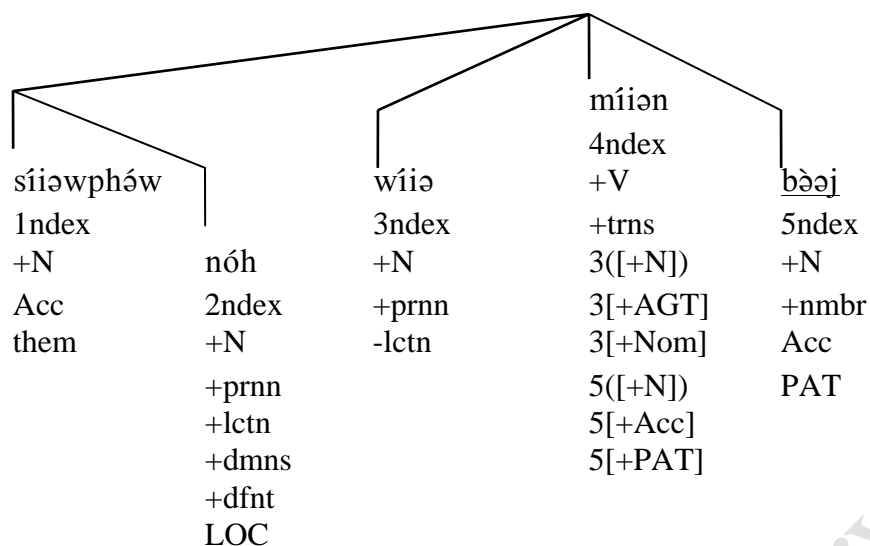 síiəwphə́w
1ndex
+N
Acc
them
nóh
2ndex
+N
+prnn
+lctn
+dmns
+dfnt
LOC
wíiə
3ndex
+N
+prnn
-lctn
míiən
4ndex
+V
+trns
3([+N])
3[+AGT]
3[+Nom]
5([+N])
5[+Acc]
5[+PAT]
bə̀əj
5ndex
+N
+nmbr
Acc
PAT